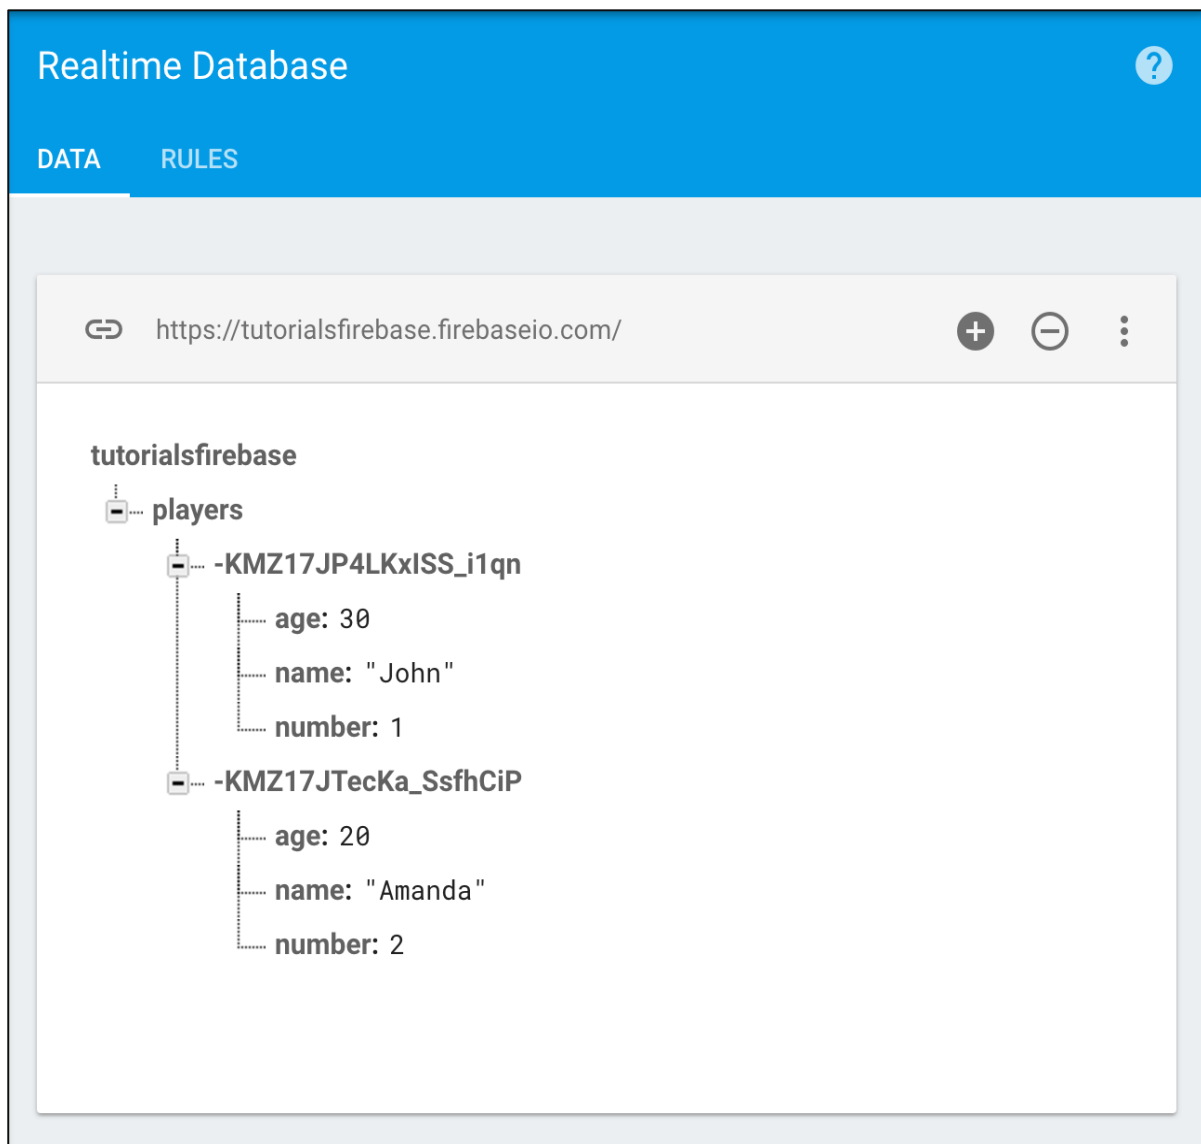 Realtime Database
?
DATA RULES
https://tutorialsfirebase.firebaseio.com/
tutorialsfirebase
players
-KMZ17JP4LKxISS_i1qn
age: 30
name: "John"
number: 1
-KMZ17JTecKa_SsfhCiP
age: 20
name: "Amanda"
number: 2